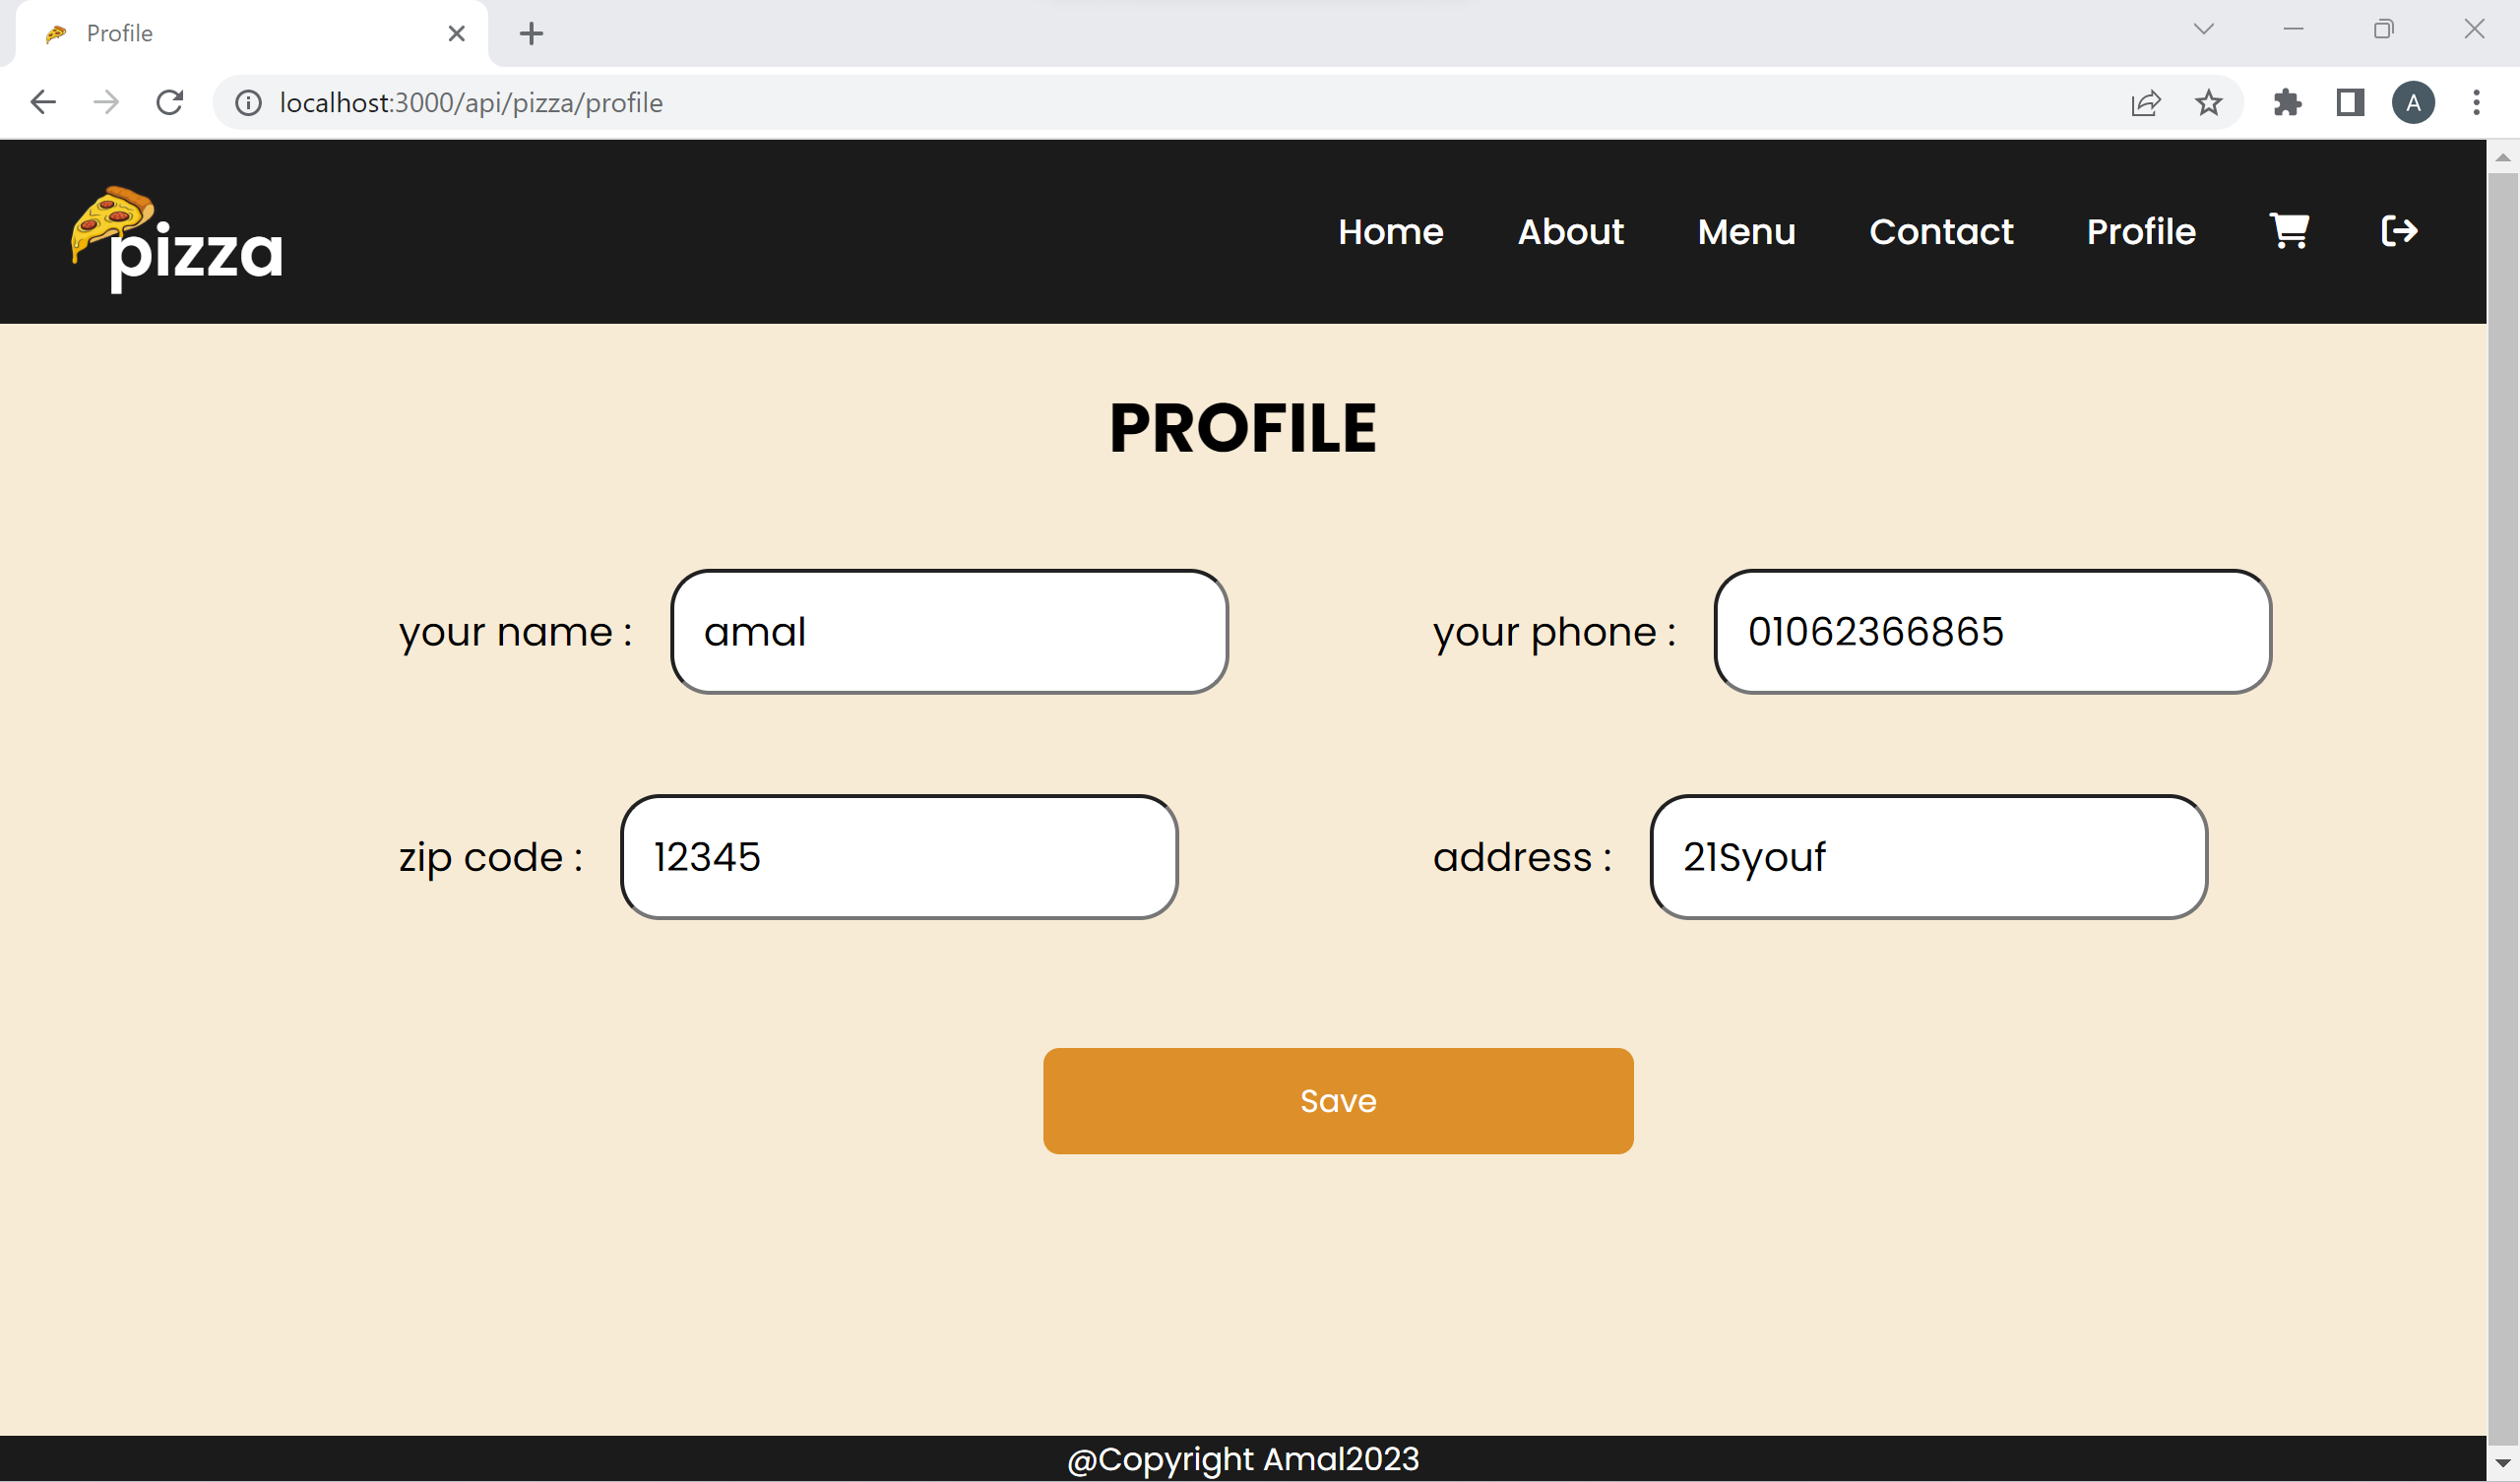 Profile
localhost:3000/api/pizza/profile
A
pizza
Home About Menu Contact Profile
PROFILE
your name : amal your phone : 01062366865
zip code : 12345 address : 21Syouf
Save
@Copyright Amal2023